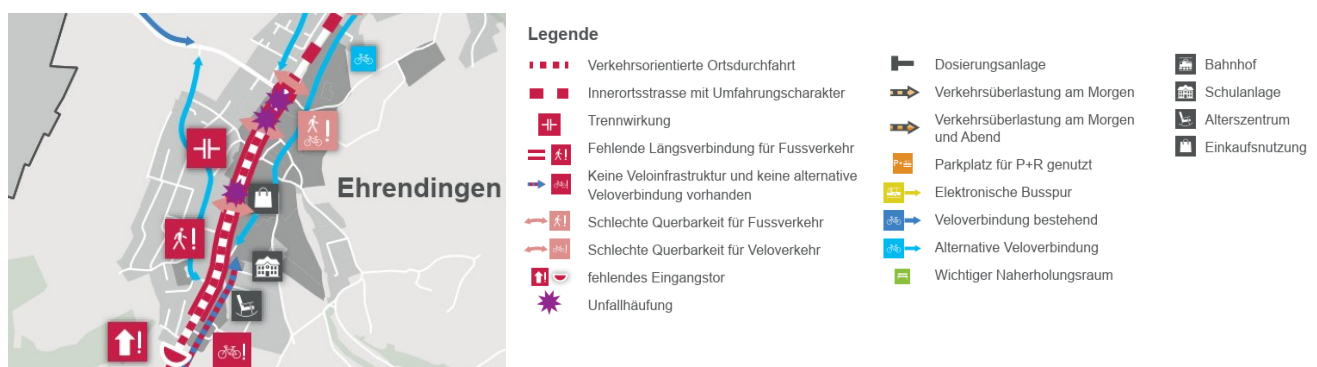 Ehrendingen
Legende
Verkehrsorientierte Ortsdurchfahrt
Innerortsstrasse mit Umfahrungscharakter
Trennwirkung
Fehlende Längsverbindung für Fussverkehr
Keine Veloinfrastruktur und keine alternative
Veloverbindung vorhanden
Schlechte Querbarkeit für Fussverkehr
Schlechte Querbarkeit für Veloverkehr
fehlendes Eingangstor
Unfallhäufung
Dosierungsanlage
Verkehrsüberlastung am Morgen
Verkehrsüberlastung am Morgen
und Abend
Parkplatz für P+R genutzt
Elektronische Busspur
Veloverbindung bestehend
Alternative Veloverbindung
Wichtiger Naherholungsraum
Bahnhof
Schulanlage
Alterszentrum
Einkaufsnutzung